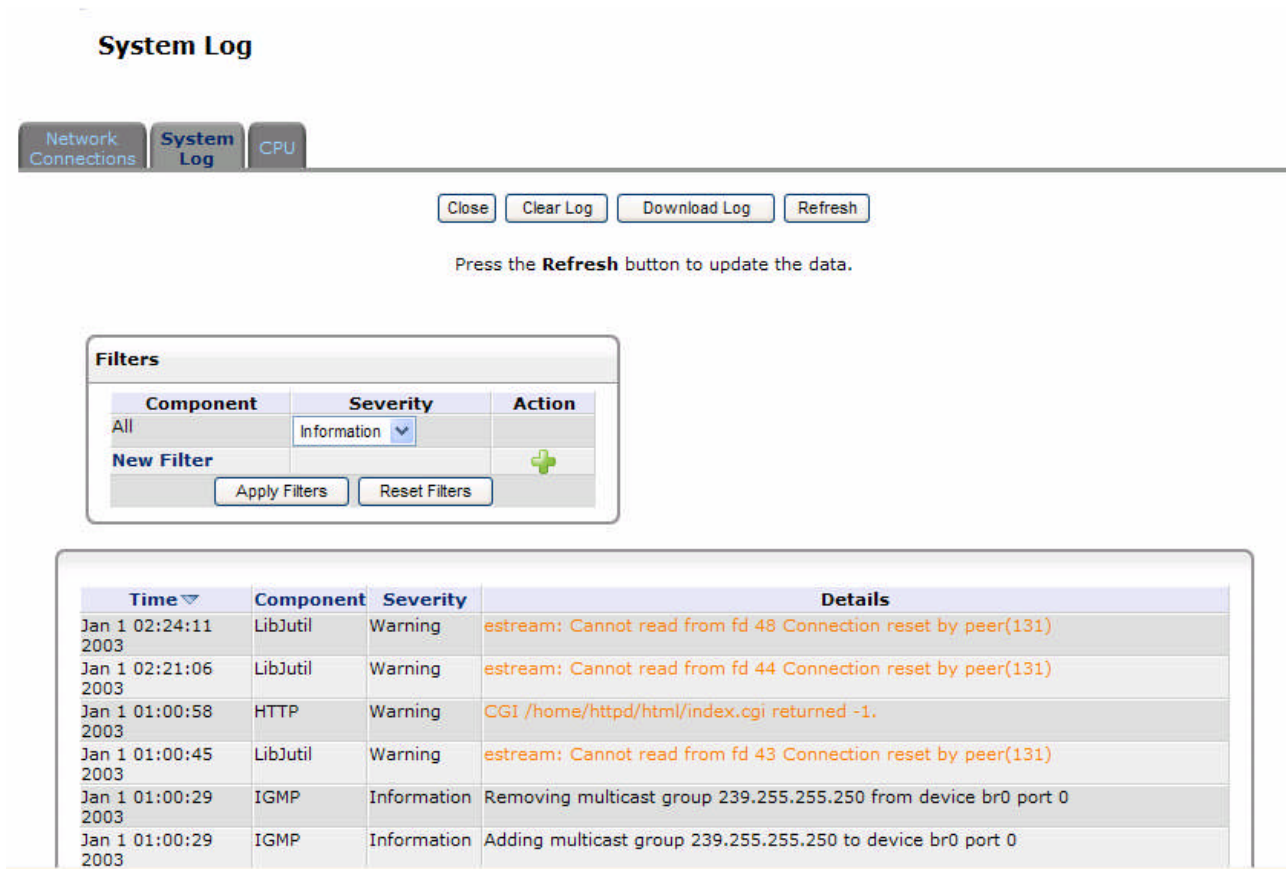 System Log
Network Connections
System Log
CPU
Close Clear Log Download Log Refresh
Press the Refresh button to update the data.
Filters
Component Severity Action
All Information
New Filter
Apply Filters Reset Filters
Time Component Severity Details
Jan 1 02:24:11 2003 LibJutil Warning estream: Cannot read from fd 48 Connection reset by peer(131)
Jan 1 02:21:06 2003 LibJutil Warning estream: Cannot read from fd 44 Connection reset by peer(131)
Jan 1 01:00:58 2003 HTTP Warning CGI /home/httpd/html/index.cgi returned -1.
Jan 1 01:00:45 2003 LibJutil Warning estream: Cannot read from fd 43 Connection reset by peer(131)
Jan 1 01:00:29 2003 IGMP Information Removing multicast group 239.255.255.250 from device br0 port 0
Jan 1 01:00:29 2003 IGMP Information Adding multicast group 239.255.255.250 to device br0 port 0